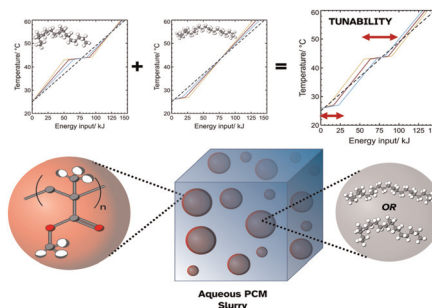 60
50
40
30
20
0 25 50 75 100 125 150
Temperature/ °C
Energy input/ kJ
+
60
50
40
30
20
0 25 50 75 100 125 150
Temperature/ °C
Energy input/ kJ
=
TUNABILITY
60
50
40
30
20
0 25 50 75 100 125 150
Temperature/ °C
Energy input/ kJ
n
OR
Aqueous PCM
Slurry